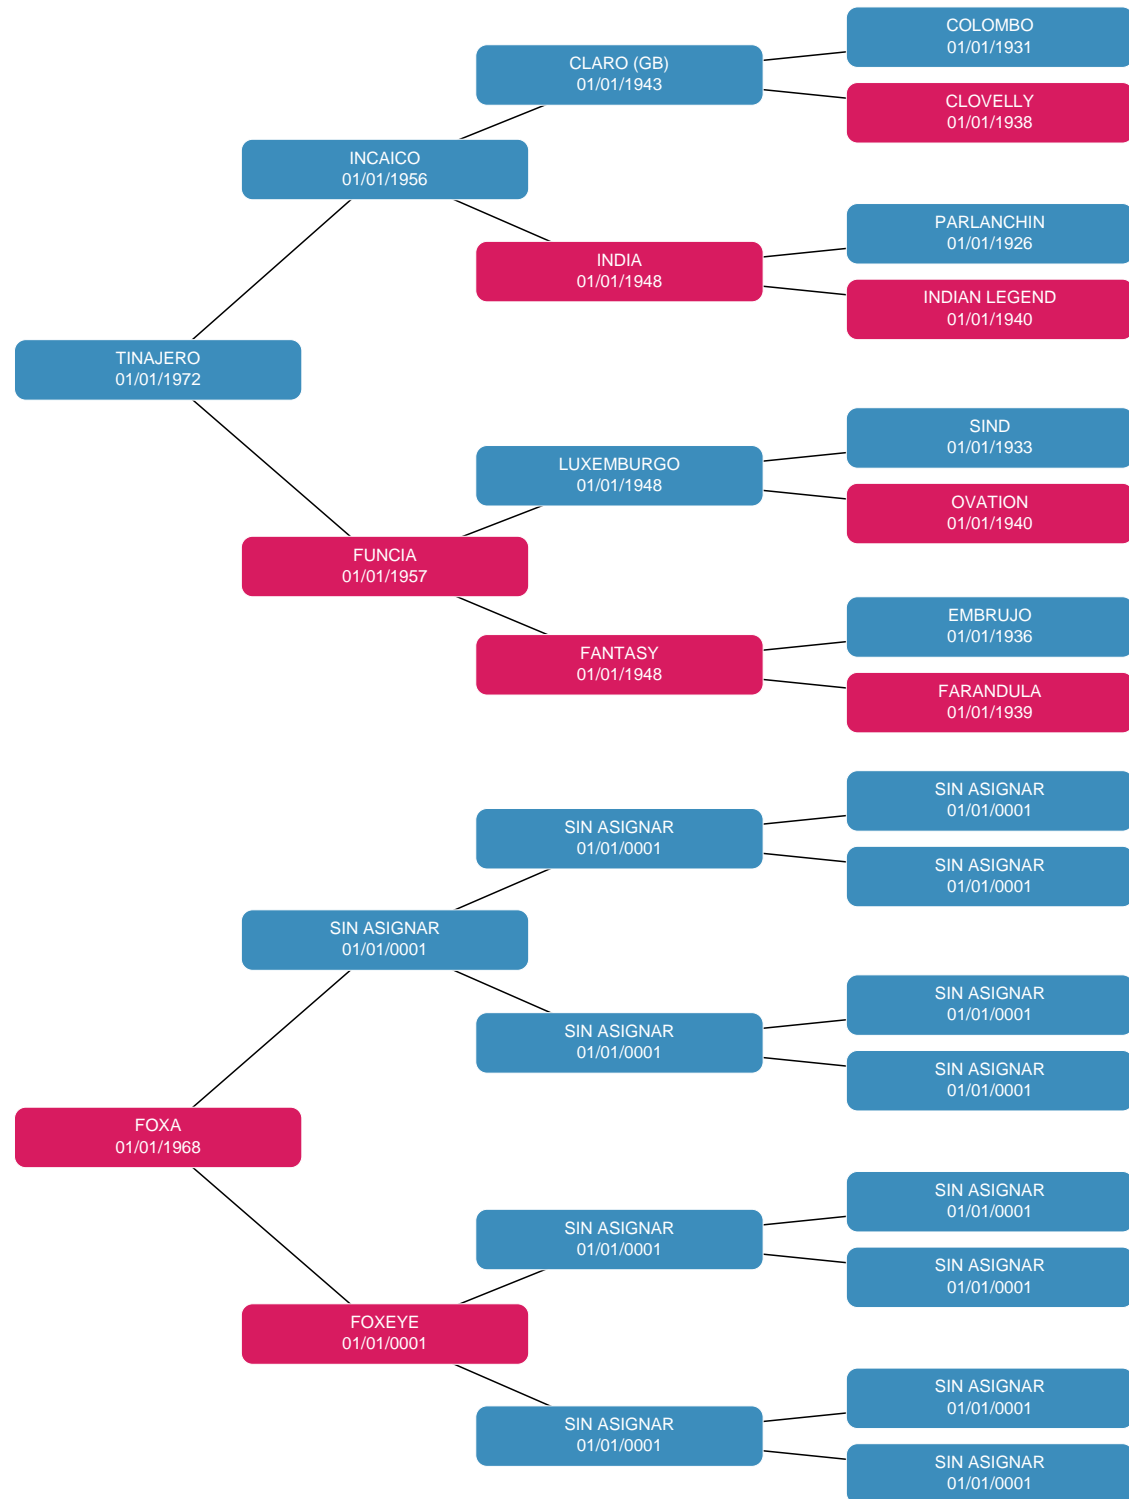 COLOMBO
01/01/1931
CLARO (GB)
01/01/1943
CLOVELLY
01/01/1938
INCAICO
01/01/1956
PARLANCHIN
01/01/1926
INDIA
01/01/1948
INDIAN LEGEND
01/01/1940
TINAJERO
01/01/1972
SIND
01/01/1933
LUXEMBURGO
01/01/1948
OVATION
01/01/1940
FUNCIA
01/01/1957
EMBRUJO
01/01/1936
FANTASY
01/01/1948
FARANDULA
01/01/1939
SIN ASIGNAR
01/01/0001
SIN ASIGNAR
01/01/0001
SIN ASIGNAR
01/01/0001
SIN ASIGNAR
01/01/0001
SIN ASIGNAR
01/01/0001
SIN ASIGNAR
01/01/0001
SIN ASIGNAR
01/01/0001
FOXA
01/01/1968
SIN ASIGNAR
01/01/0001
SIN ASIGNAR
01/01/0001
SIN ASIGNAR
01/01/0001
FOXEYE
01/01/0001
SIN ASIGNAR
01/01/0001
SIN ASIGNAR
01/01/0001
SIN ASIGNAR
01/01/0001